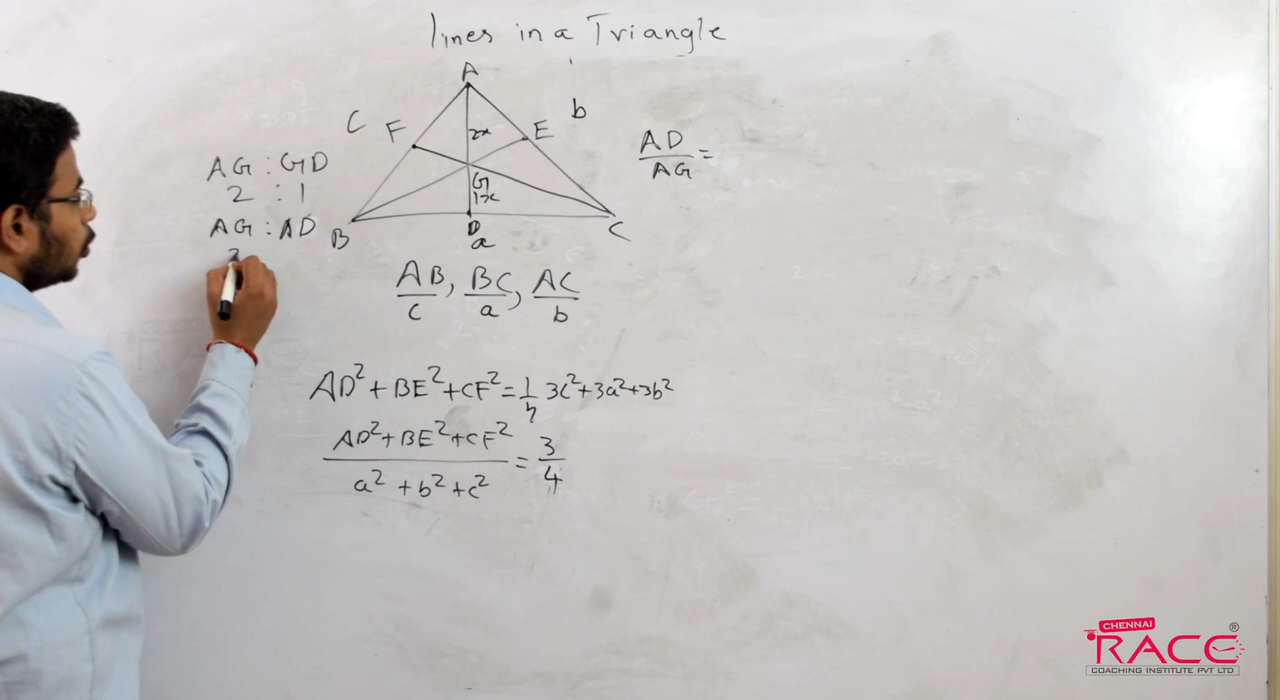 lines in a Triangle
A
C F 2x E b
AG : GD
2 : 1
AG : AD
2
G
1x
B D C
a
AD/AG =
AB/c, BC/a, AC/b
AD²+BE²+CF²=1/4 3c²+3a²+3b²
AD²+BE²+CF²/a²+b²+c² = 3/4
CHENNAI
RACE®
COACHING INSTITUTE PVT LTD